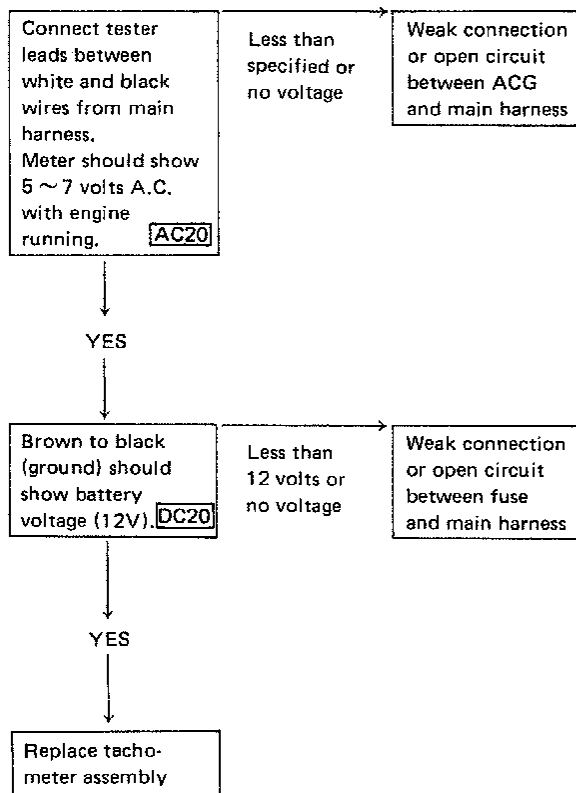 Connect tester
leads between
white and black
wires from main
harness.
Meter should show
5 ~ 7 volts A.C.
with engine
running. AC20
Less than
specified or
no voltage
Weak connection
or open circuit
between ACG
and main harness
YES
Brown to black
(ground) should
show battery
voltage (12V). DC20
Less than
12 volts or
no voltage
Weak connection
or open circuit
between fuse
and main harness
YES
Replace tacho-
meter assembly